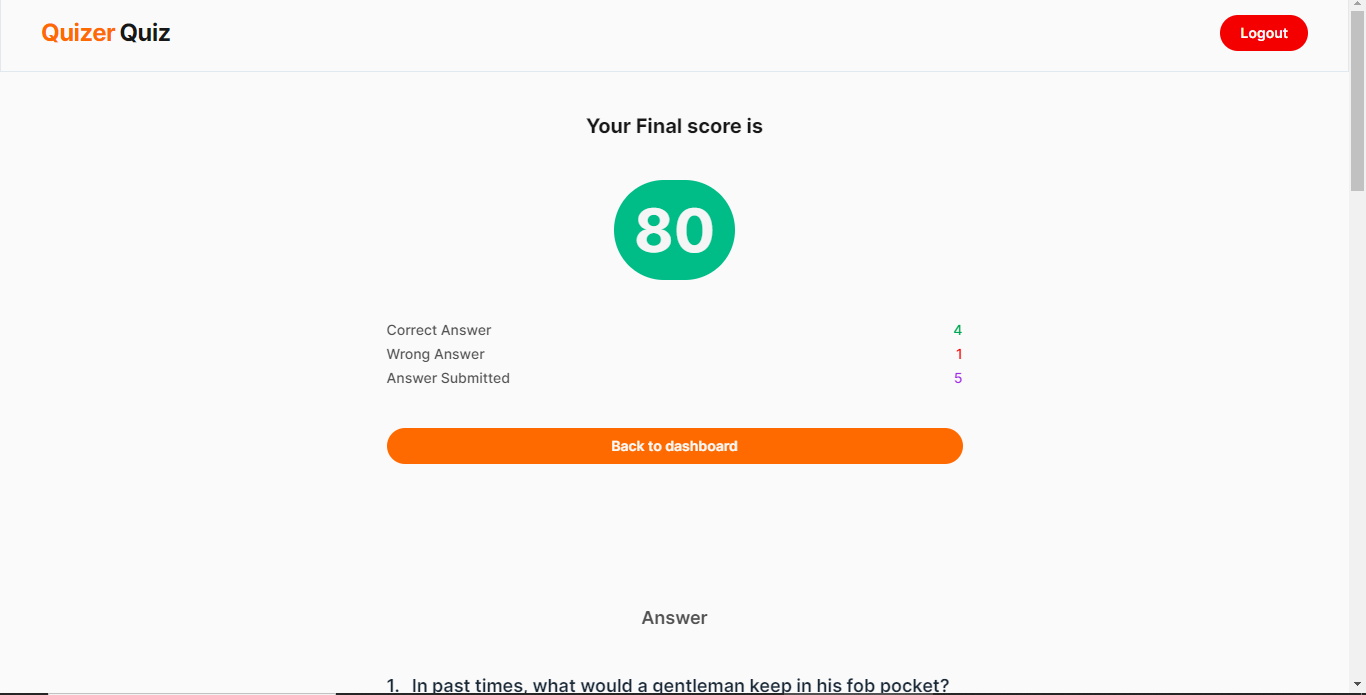 Quizer Quiz
Logout
Your Final score is
80
Correct Answer 4
Wrong Answer 1
Answer Submitted 5
Back to dashboard
Answer
1. In past times, what would a gentleman keep in his fob pocket?